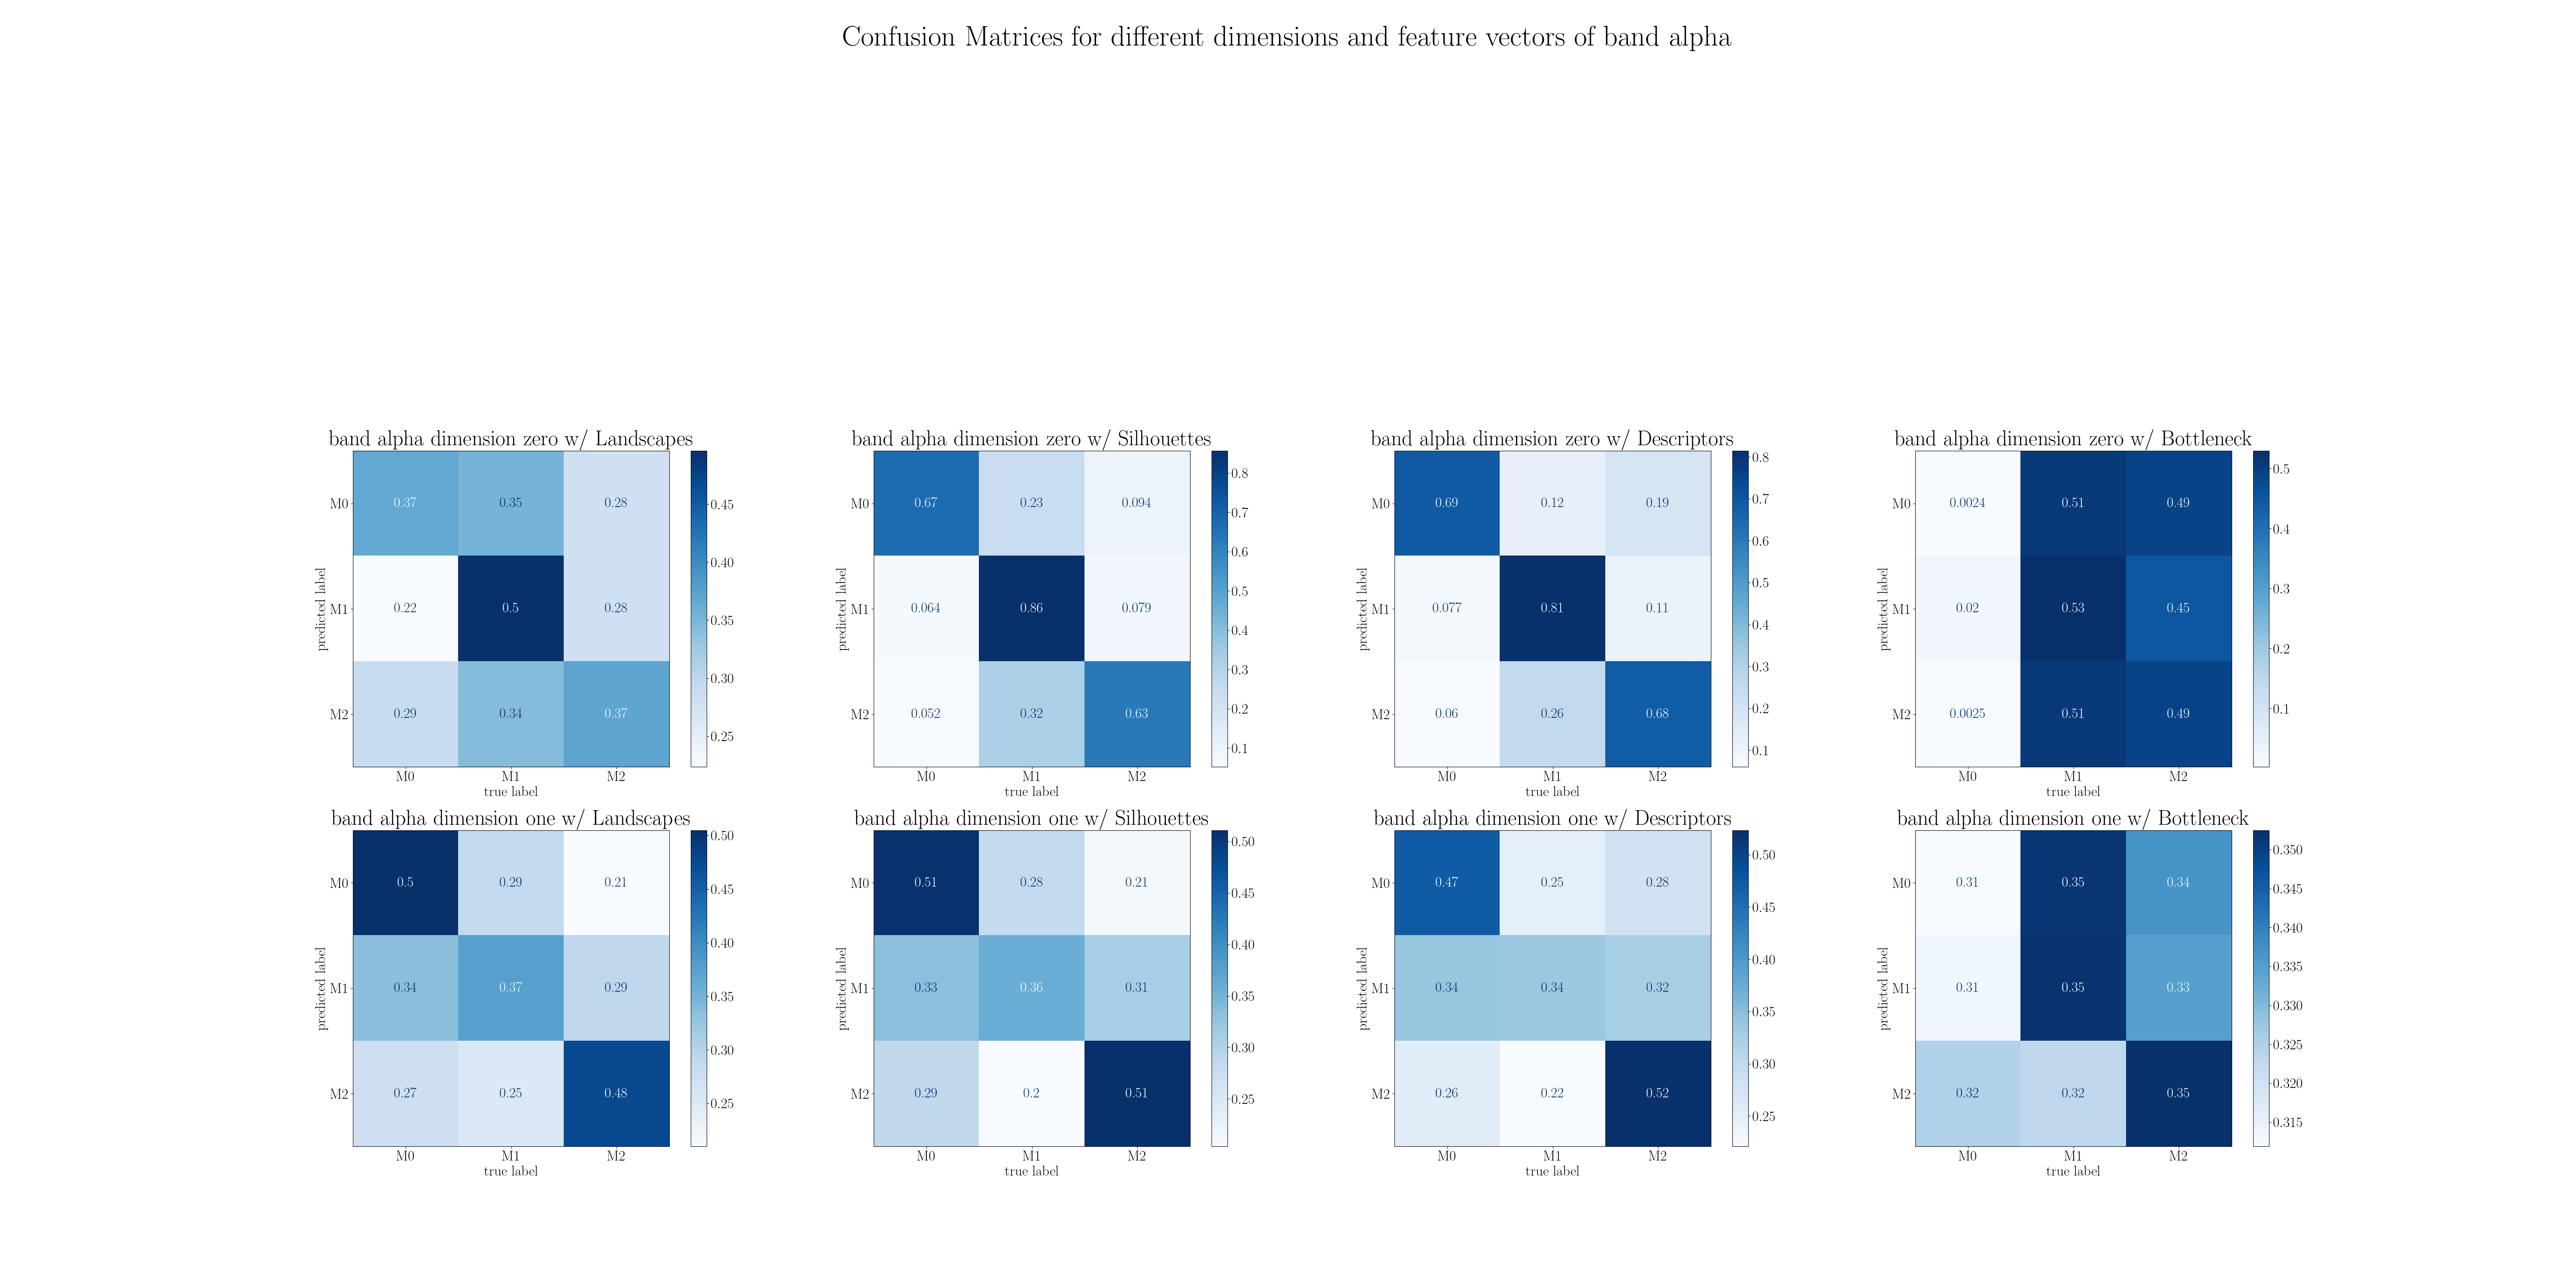 Confusion Matrices for different dimensions and feature vectors of band alpha
band alpha dimension zero w/ Landscapes
predicted label
M0 0.37 0.35 0.28
M1 0.22 0.5 0.28
M2 0.29 0.34 0.37
M0 M1 M2
true label
0.45
0.40
0.35
0.30
0.25
band alpha dimension zero w/ Silhouettes
predicted label
M0 0.67 0.23 0.094
M1 0.064 0.86 0.079
M2 0.052 0.32 0.63
M0 M1 M2
true label
0.8
0.7
0.6
0.5
0.4
0.3
0.2
0.1
band alpha dimension zero w/ Descriptors
predicted label
M0 0.69 0.12 0.19
M1 0.077 0.81 0.11
M2 0.06 0.26 0.68
M0 M1 M2
true label
0.8
0.7
0.6
0.5
0.4
0.3
0.2
0.1
band alpha dimension zero w/ Bottleneck
predicted label
M0 0.0024 0.51 0.49
M1 0.02 0.53 0.45
M2 0.0025 0.51 0.49
M0 M1 M2
true label
0.5
0.4
0.3
0.2
0.1
band alpha dimension one w/ Landscapes
predicted label
M0 0.5 0.29 0.21
M1 0.34 0.37 0.29
M2 0.27 0.25 0.48
M0 M1 M2
true label
0.50
0.45
0.40
0.35
0.30
0.25
band alpha dimension one w/ Silhouettes
predicted label
M0 0.51 0.28 0.21
M1 0.33 0.36 0.31
M2 0.29 0.2 0.51
M0 M1 M2
true label
0.50
0.45
0.40
0.35
0.30
0.25
band alpha dimension one w/ Descriptors
predicted label
M0 0.47 0.25 0.28
M1 0.34 0.34 0.32
M2 0.26 0.22 0.52
M0 M1 M2
true label
0.50
0.45
0.40
0.35
0.30
0.25
band alpha dimension one w/ Bottleneck
predicted label
M0 0.31 0.35 0.34
M1 0.31 0.35 0.33
M2 0.32 0.32 0.35
M0 M1 M2
true label
0.350
0.345
0.340
0.335
0.330
0.325
0.320
0.315